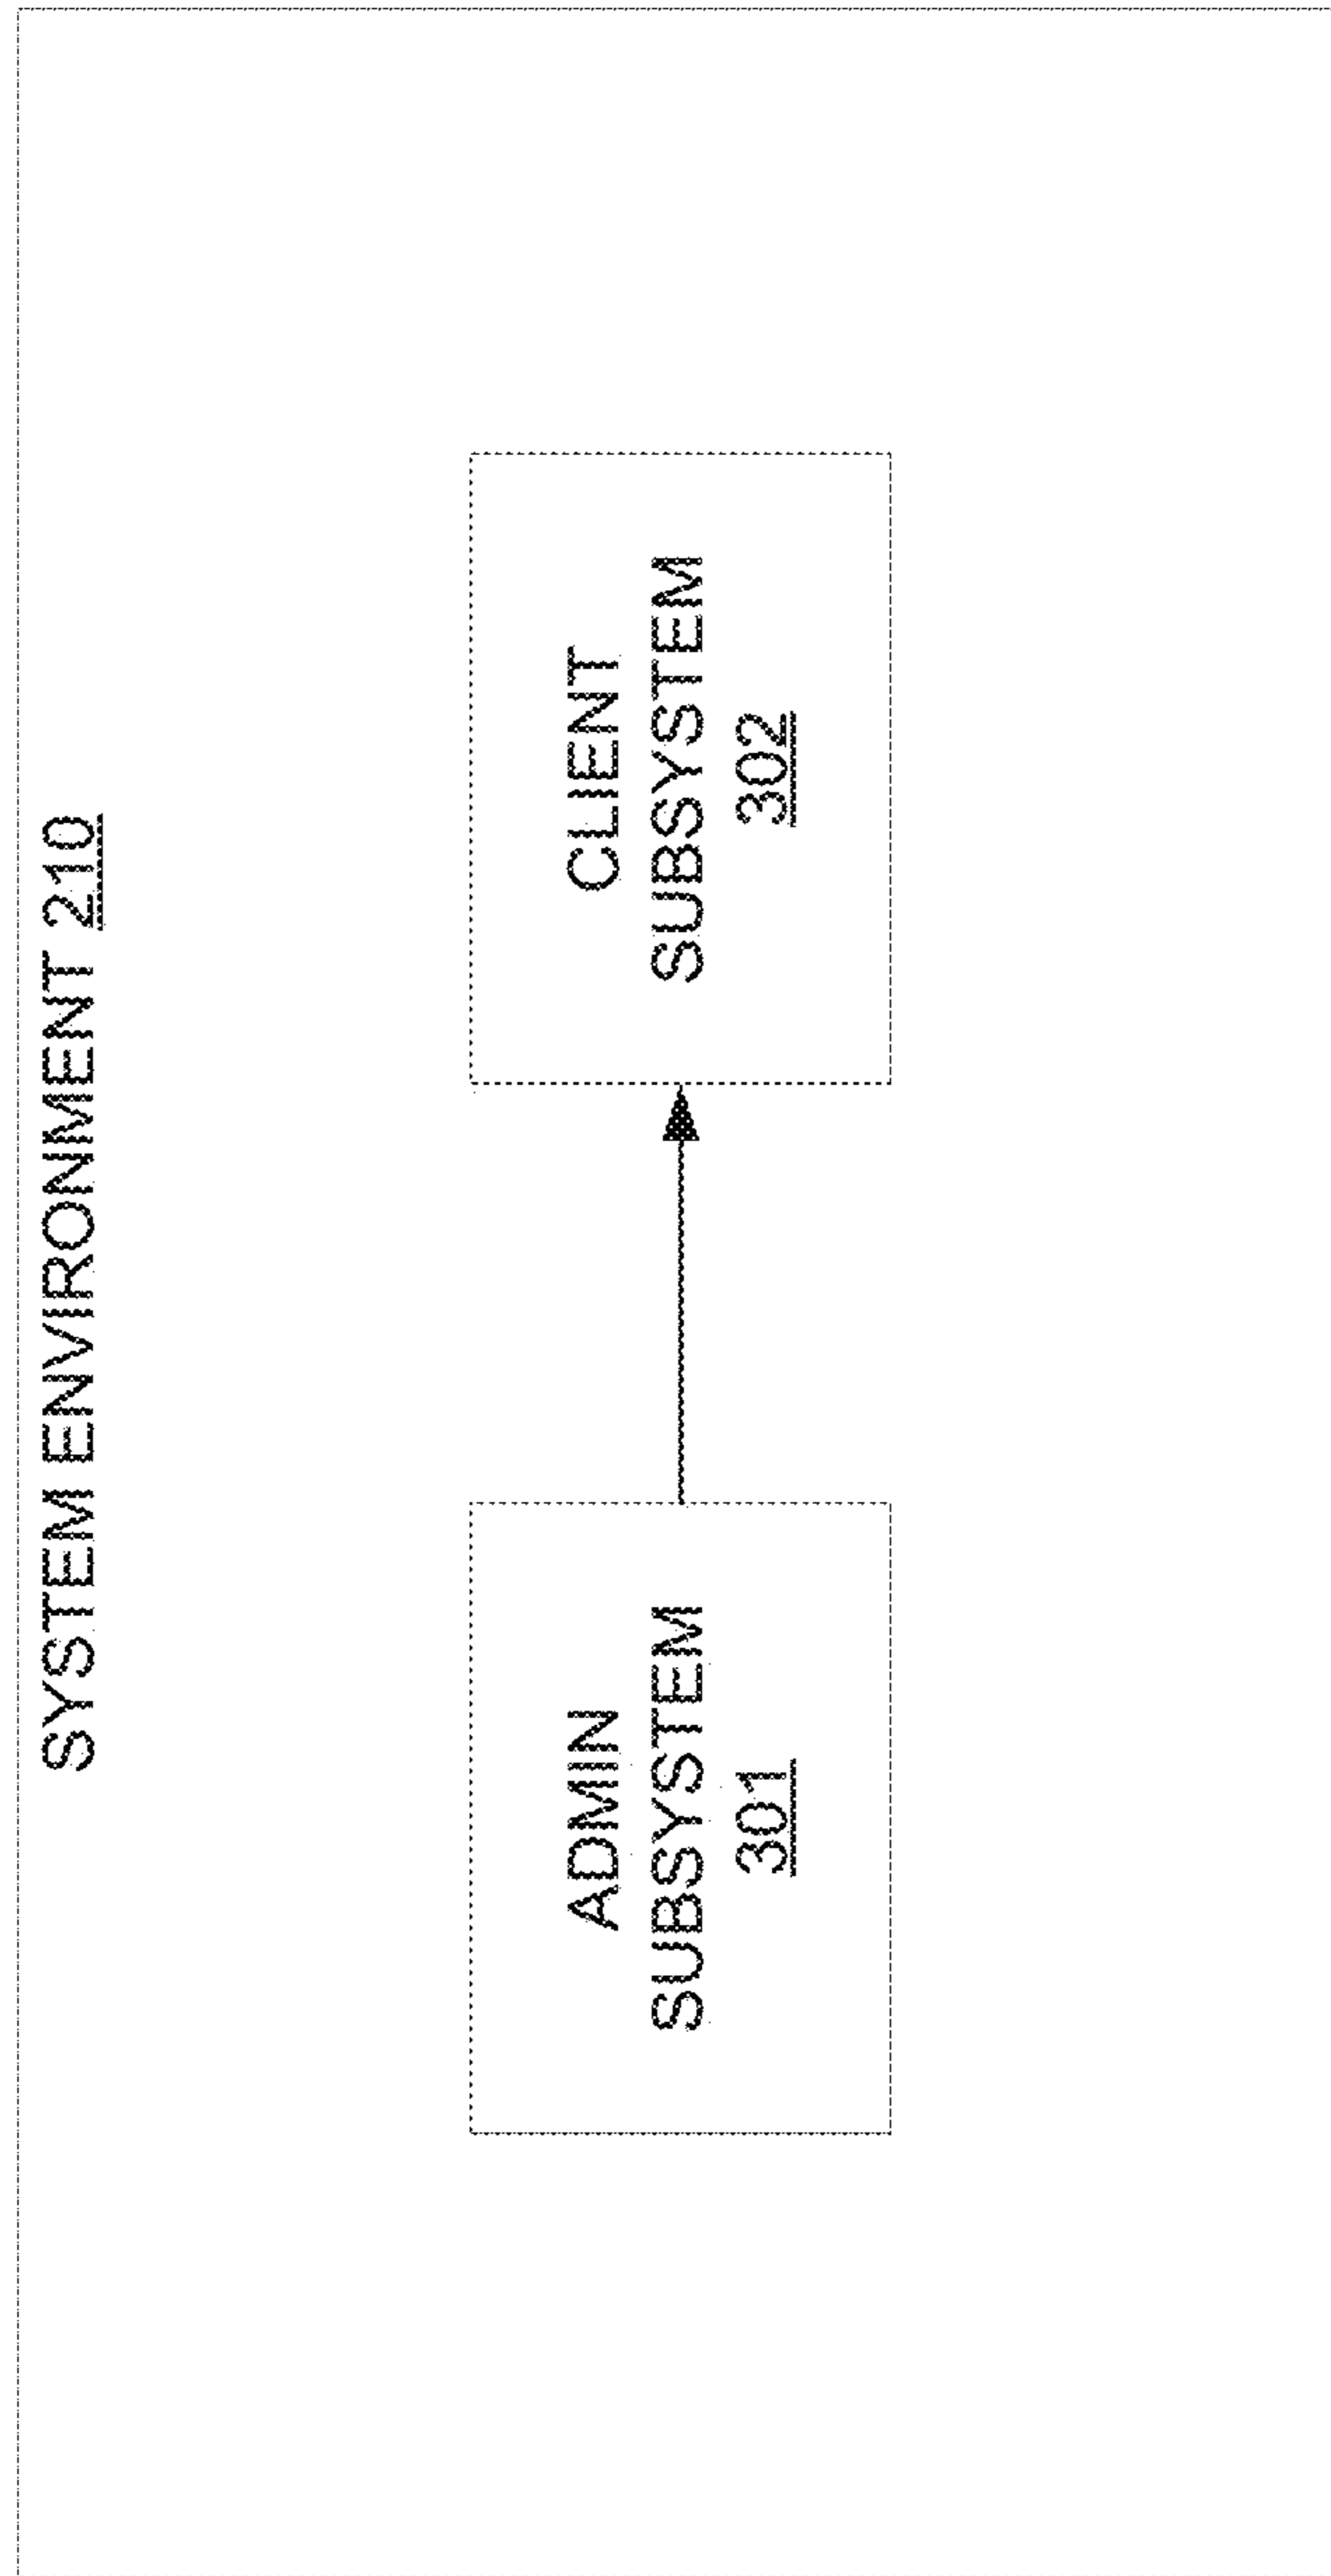 SYSTEM ENVIRONMENT 210
ADMIN
SUBSYSTEM
301
CLIENT
SUBSYSTEM
302